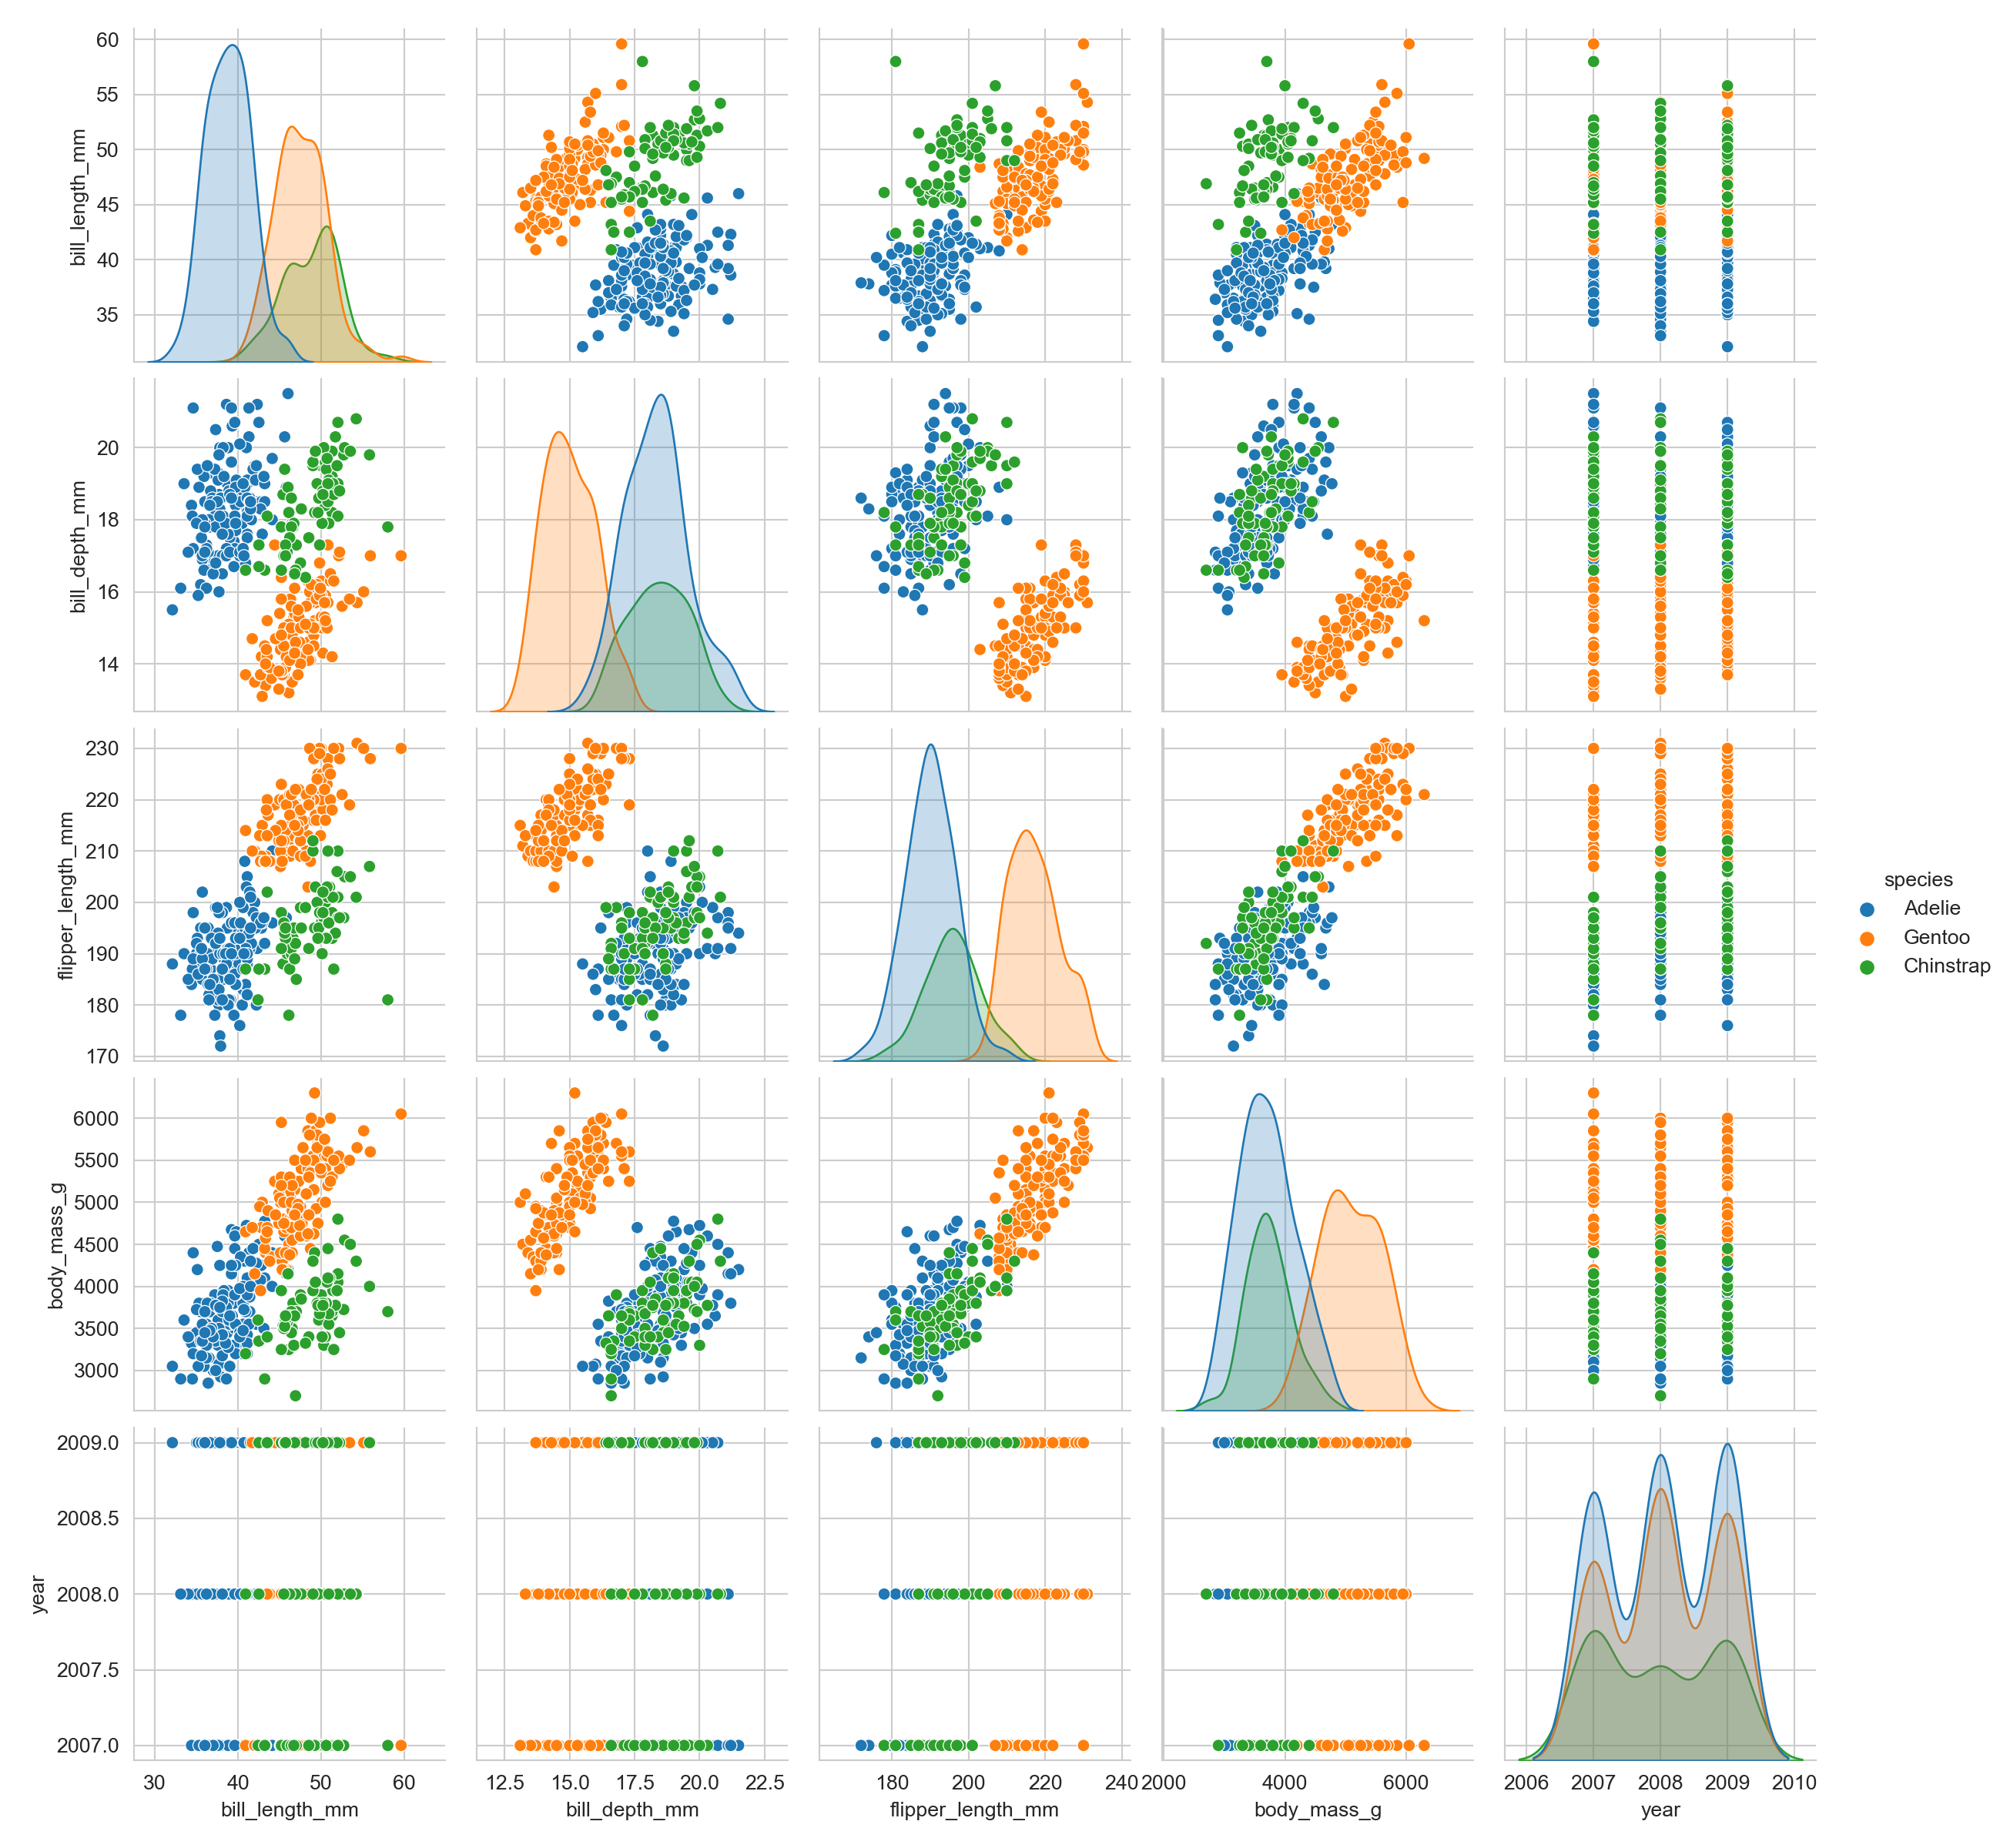 60
55
50
45
40
35
bill_length_mm
20
18
16
14
bill_depth_mm
230
220
210
200
190
180
170
flipper_length_mm
species
Adelie
Gentoo
Chinstrap
6000
5500
5000
4500
4000
3500
3000
body_mass_g
2009.0
2008.5
2008.0
2007.5
2007.0
year
30 40 50 60
12.5 15.0 17.5 20.0 22.5
180 200 220 240
2000 4000 6000
2006 2007 2008 2009 2010
bill_length_mm
bill_depth_mm
flipper_length_mm
body_mass_g
year